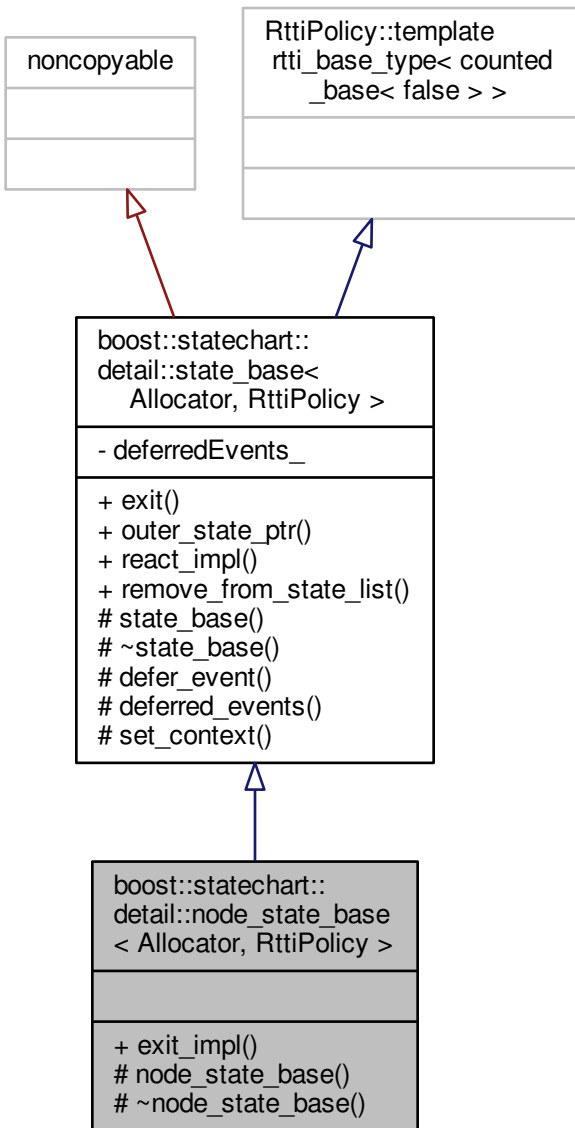 noncopyable
RttiPolicy::template
rtti_base_type< counted
_base< false > >
boost::statechart::
detail::state_base<
Allocator, RttiPolicy >
- deferredEvents_
+ exit()
+ outer_state_ptr()
+ react_impl()
+ remove_from_state_list()
# state_base()
# ~state_base()
# defer_event()
# deferred_events()
# set_context()
boost::statechart::
detail::node_state_base
< Allocator, RttiPolicy >
+ exit_impl()
# node_state_base()
# ~node_state_base()